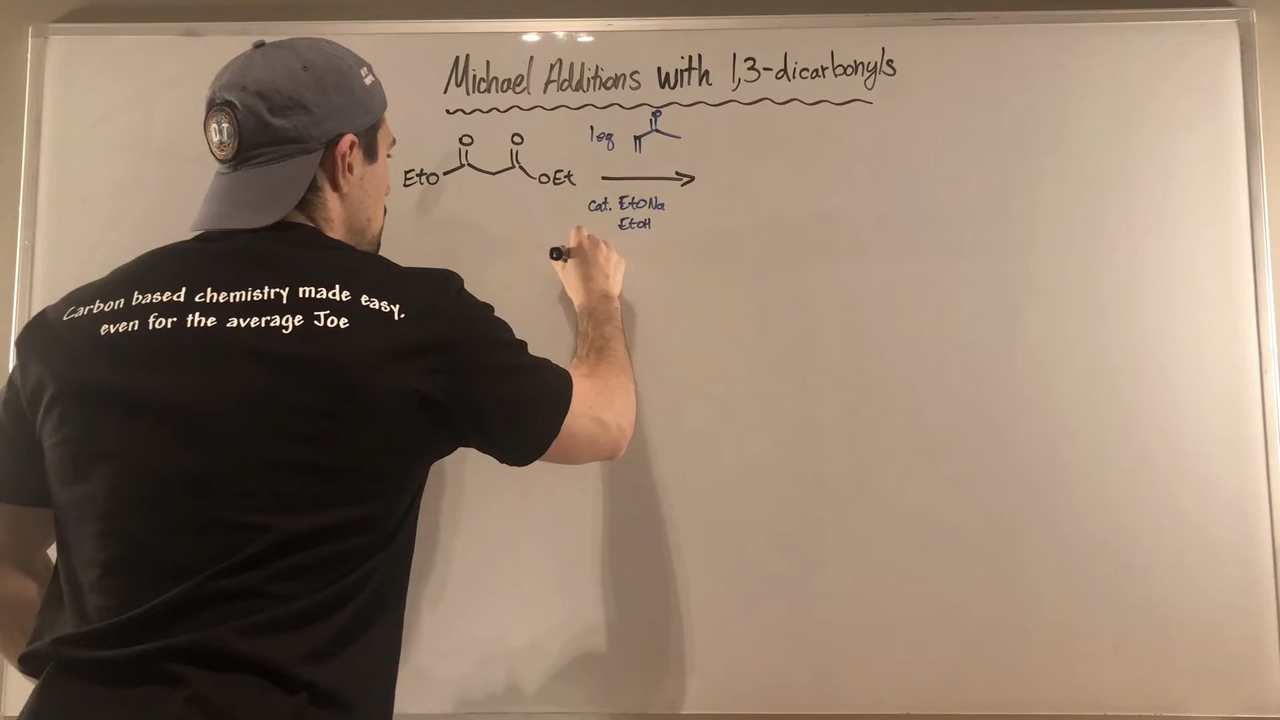 Michael Additions with 1,3-dicarbonyls
O O O
EtO OEt
1eq
cat. EtONa
EtOH
DT
Carbon based chemistry made easy,
even for the average Joe